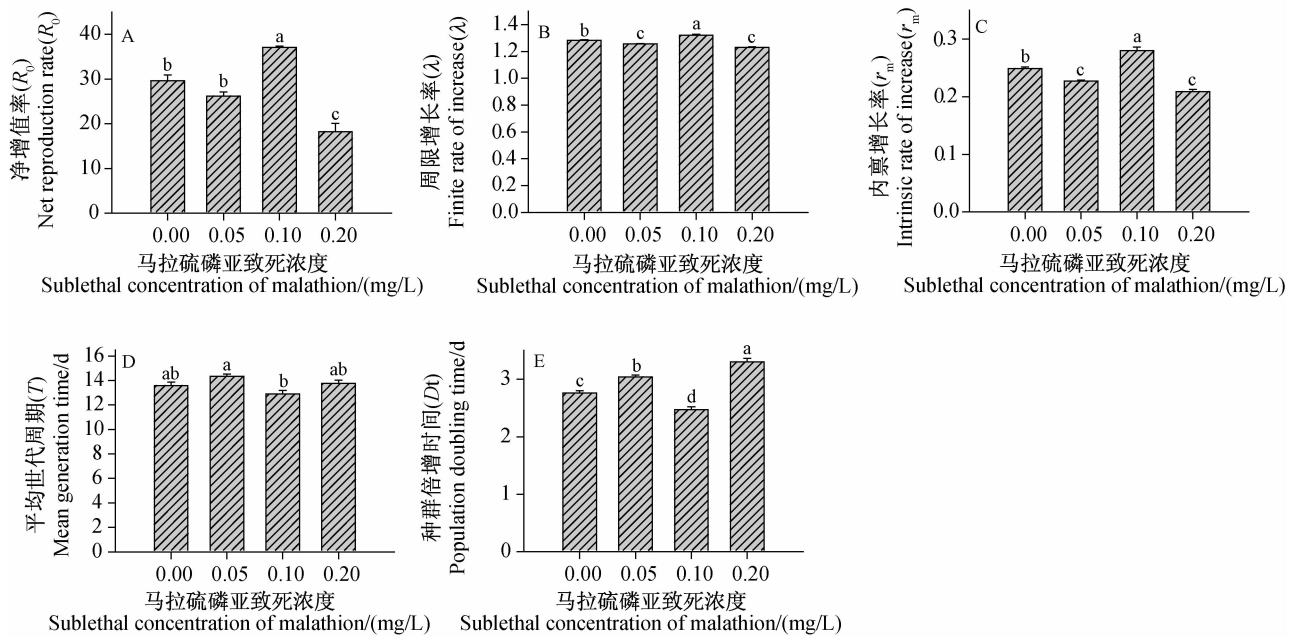 A
净增值率(R0)
Net reproduction rate(R0)
40
30
20
10
0
b
b
a
c
0.00 0.05 0.10 0.20
马拉硫磷亚致死浓度
Sublethal concentration of malathion/(mg/L)
B
周限增长率(λ)
Finite rate of increase(λ)
1.4
1.2
1.0
0.8
0.6
0.4
0.2
0.0
b
c
a
c
0.00 0.05 0.10 0.20
马拉硫磷亚致死浓度
Sublethal concentration of malathion/(mg/L)
C
内禀增长率(rm)
Intrinsic rate of increase(rm)
0.3
0.2
0.1
0.0
b
c
a
c
0.00 0.05 0.10 0.20
马拉硫磷亚致死浓度
Sublethal concentration of malathion/(mg/L)
D
平均世代周期(T)
Mean generation time/d
16
14
12
10
8
6
4
2
0
ab
a
b
ab
0.00 0.05 0.10 0.20
马拉硫磷亚致死浓度
Sublethal concentration of malathion/(mg/L)
E
种群倍增时间(Dt)
Population doubling time/d
3
2
1
0
c
b
d
a
0.00 0.05 0.10 0.20
马拉硫磷亚致死浓度
Sublethal concentration of malathion/(mg/L)